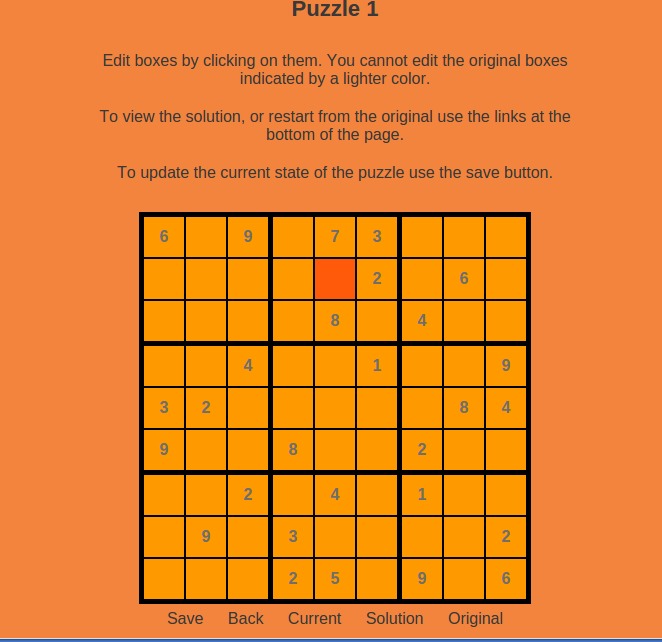 Puzzle 1
Edit boxes by clicking on them. You cannot edit the original boxes
indicated by a lighter color.
To view the solution, or restart from the original use the links at the
bottom of the page.
To update the current state of the puzzle use the save button.
6 9 7 3
2 6
8 4
4 1 9
3 2 8 4
9 8 2
2 4 1
9 3 2
2 5 9 6
Save Back Current Solution Original